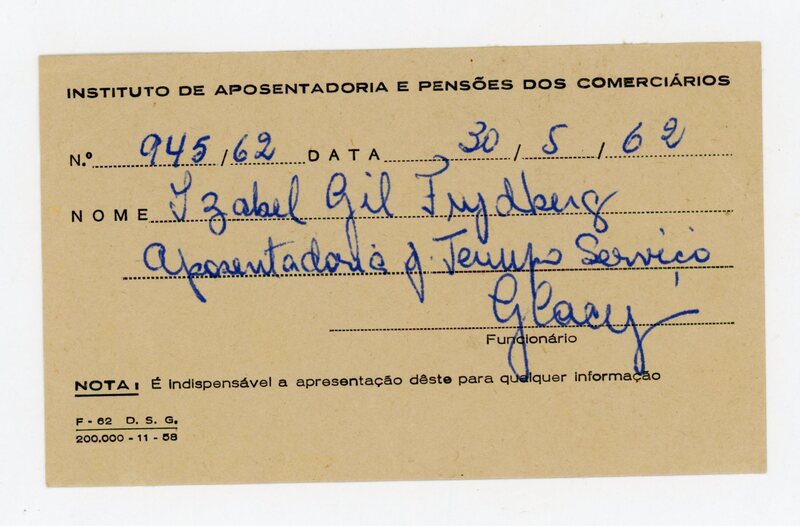 INSTITUTO DE APOSENTADORIA E PENSÕES DOS COMERCIÁRIOS
N.º 945/62 DATA 30/5/62
NOME Izabel Gil Frydberg
Aposentadoria p. Tempo Serviço
Glacy
Funcionário
NOTA: É indispensável a apresentação dêste para qualquer informação
F - 62 D. S. G.
200.000 - 11 - 58